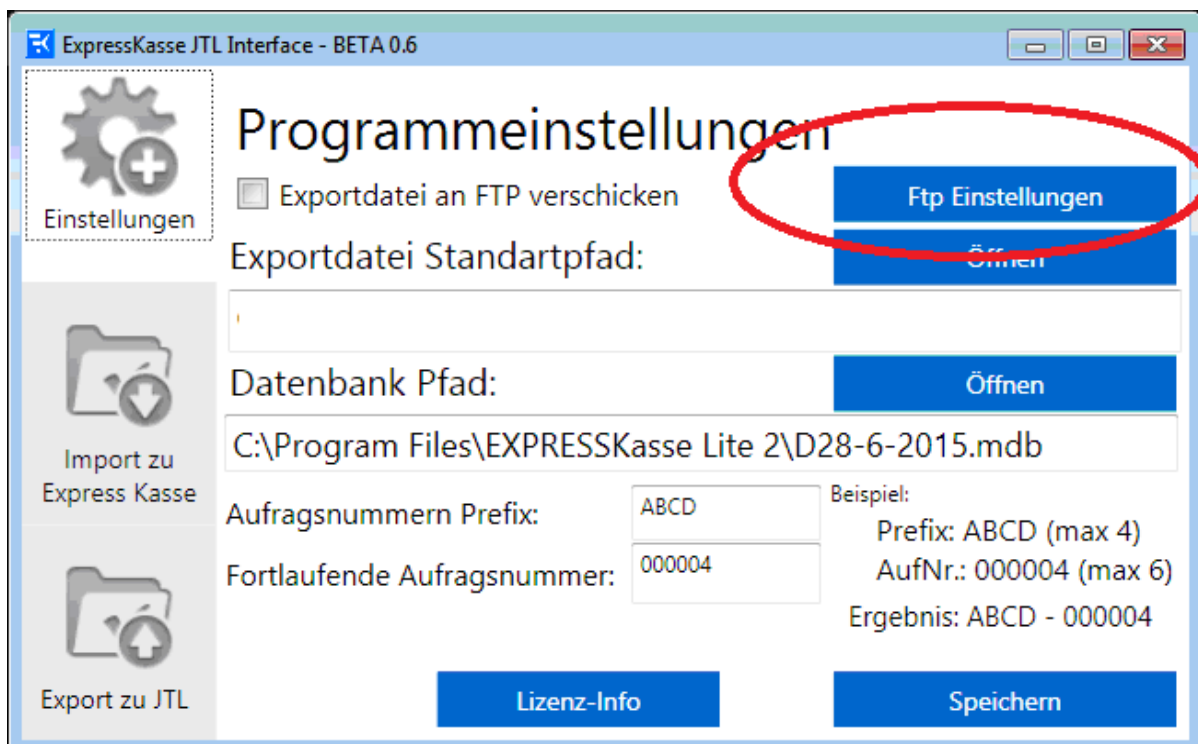 ExpressKasse JTL Interface - BETA 0.6
Einstellungen
Import zu
Express Kasse
Export zu JTL
Programmeinstellungen
Exportdatei an FTP verschicken
Ftp Einstellungen
Exportdatei Standartpfad:
Öffnen
Datenbank Pfad:
Öffnen
C:\Program Files\EXPRESSKasse Lite 2\D28-6-2015.mdb
Aufragsnummern Prefix:
ABCD
Fortlaufende Aufragsnummer:
000004
Beispiel:
Prefix: ABCD (max 4)
AufNr.: 000004 (max 6)
Ergebnis: ABCD - 000004
Lizenz-Info
Speichern